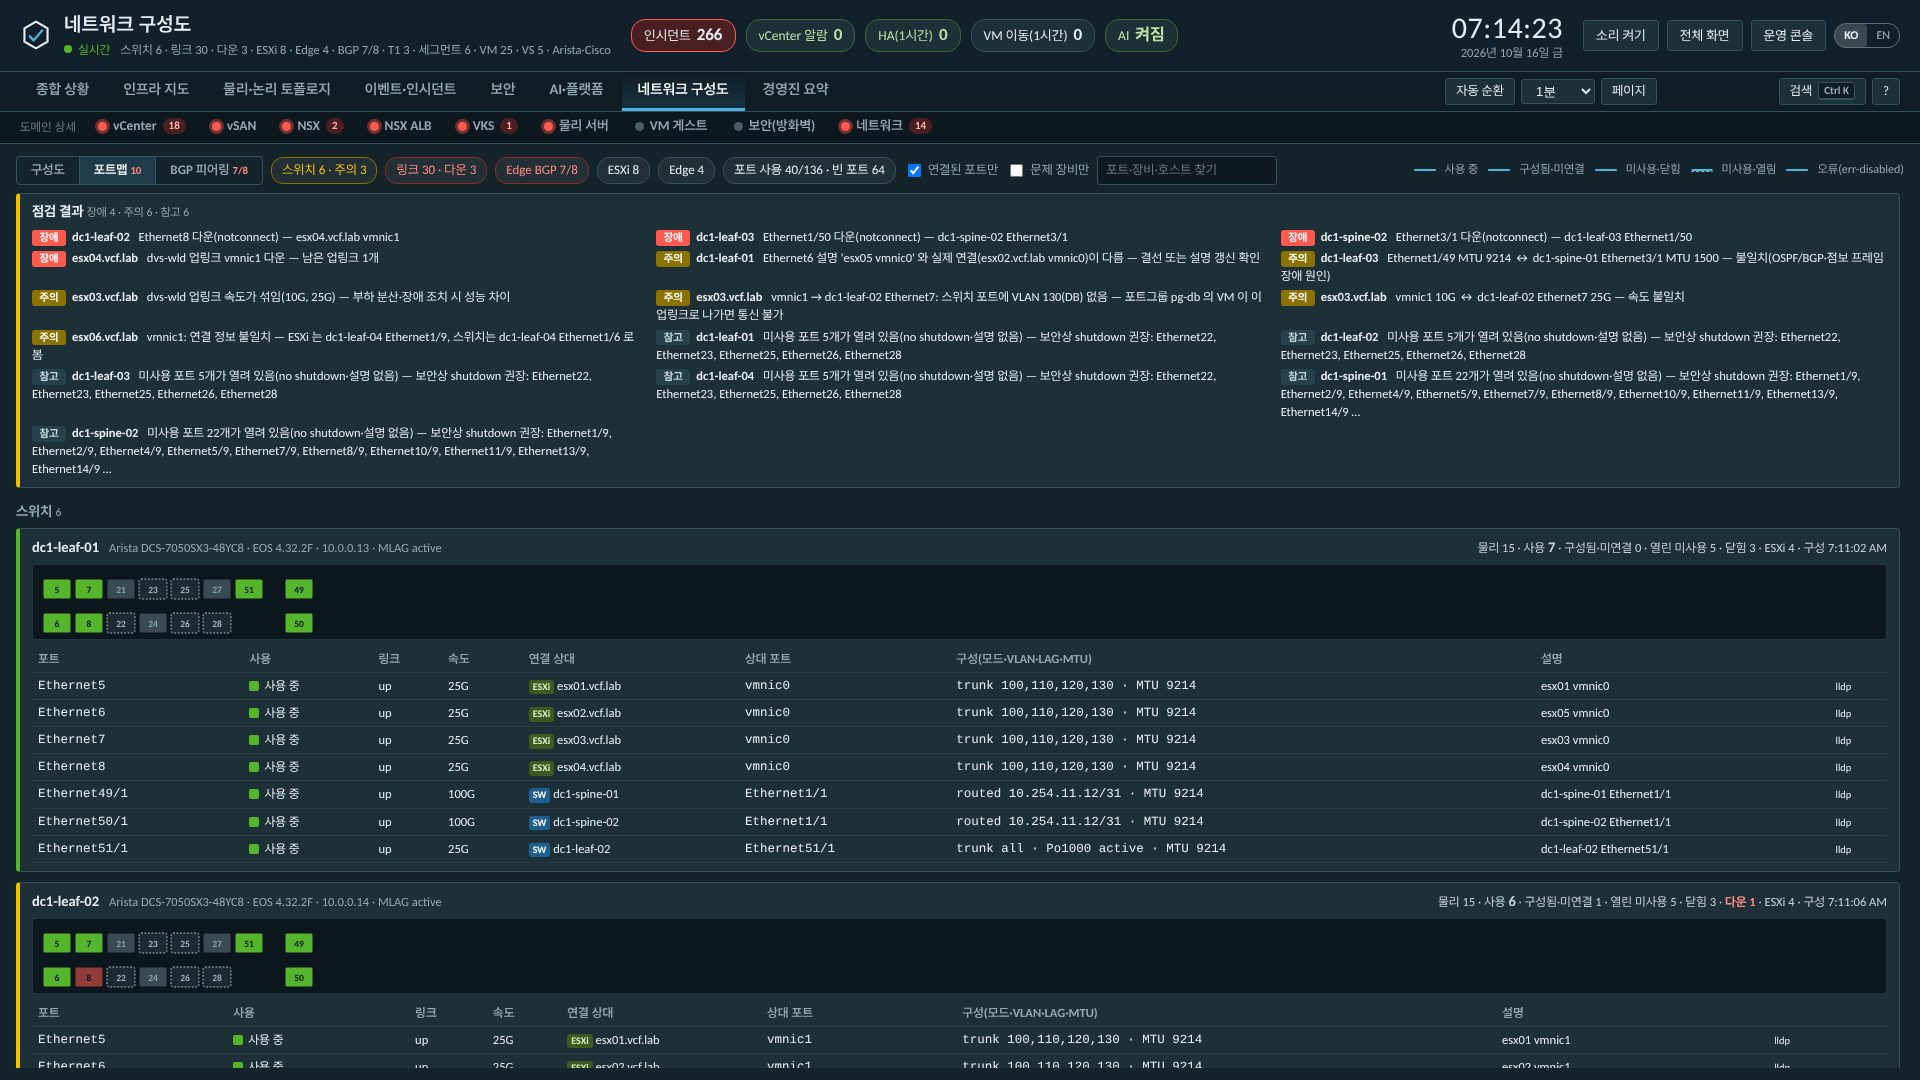 네트워크 구성도
실시간 스위치 6 · 링크 30 · 다운 3 · ESXi 8 · Edge 4 · BGP 7/8 · T1 3 · 세그먼트 6 · VM 25 · VS 5 · Arista·Cisco
인시던트 266
vCenter 알람 0
HA(1시간) 0
VM 이동(1시간) 0
AI 켜짐
07:14:23
2026년 10월 16일 금
소리 켜기
전체 화면
운영 콘솔
KO EN
종합 상황 인프라 지도 물리·논리 토폴로지 이벤트·인시던트 보안 AI·플랫폼 네트워크 구성도 경영진 요약
자동 순환 1분 페이지 검색 Ctrl K ?
도메인 상세 vCenter 18 vSAN NSX 2 NSX ALB VKS 1 물리 서버 VM 게스트 보안(방화벽) 네트워크 14
구성도 포트맵 10 BGP 피어링 7/8 스위치 6 · 주의 3 링크 30 · 다운 3 Edge BGP 7/8 ESXi 8 Edge 4 포트 사용 40/136 · 빈 포트 64 연결된 포트만 문제 장비만 포트·장비·호스트 찾기 사용 중 구성됨·미연결 미사용·닫힘 미사용·열림 오류(err-disabled)
점검 결과 장애 4 · 주의 6 · 참고 6
장애 dc1-leaf-02 Ethernet8 다운(notconnect) — esx04.vcf.lab vmnic1
장애 dc1-leaf-03 Ethernet1/50 다운(notconnect) — dc1-spine-02 Ethernet3/1
장애 dc1-spine-02 Ethernet3/1 다운(notconnect) — dc1-leaf-03 Ethernet1/50
장애 esx04.vcf.lab dvs-wld 업링크 vmnic1 다운 — 남은 업링크 1개
주의 dc1-leaf-01 Ethernet6 설명 'esx05 vmnic0' 와 실제 연결(esx02.vcf.lab vmnic0)이 다름 — 결선 또는 설명 갱신 확인
주의 dc1-leaf-03 Ethernet1/49 MTU 9214 ↔ dc1-spine-01 Ethernet3/1 MTU 1500 — 불일치(OSPF/BGP·점보 프레임
장애 원인)
주의 esx03.vcf.lab dvs-wld 업링크 속도가 섞임(10G, 25G) — 부하 분산·장애 조치 시 성능 차이
주의 esx03.vcf.lab vmnic1 → dc1-leaf-02 Ethernet7: 스위치 포트에 VLAN 130(DB) 없음 — 포트그룹 pg-db 의 VM 이 이
업링크로 나가면 통신 불가
주의 esx03.vcf.lab vmnic1 10G ↔ dc1-leaf-02 Ethernet7 25G — 속도 불일치
주의 esx06.vcf.lab vmnic1: 연결 정보 불일치 — ESXi 는 dc1-leaf-04 Ethernet1/9, 스위치는 dc1-leaf-04 Ethernet1/6 로
봄
참고 dc1-leaf-01 미사용 포트 5개가 열려 있음(no shutdown·설명 없음) — 보안상 shutdown 권장: Ethernet22,
Ethernet23, Ethernet25, Ethernet26, Ethernet28
참고 dc1-leaf-02 미사용 포트 5개가 열려 있음(no shutdown·설명 없음) — 보안상 shutdown 권장: Ethernet22,
Ethernet23, Ethernet25, Ethernet26, Ethernet28
참고 dc1-leaf-03 미사용 포트 5개가 열려 있음(no shutdown·설명 없음) — 보안상 shutdown 권장: Ethernet22,
Ethernet23, Ethernet25, Ethernet26, Ethernet28
참고 dc1-leaf-04 미사용 포트 5개가 열려 있음(no shutdown·설명 없음) — 보안상 shutdown 권장: Ethernet22,
Ethernet23, Ethernet25, Ethernet26, Ethernet28
참고 dc1-spine-01 미사용 포트 22개가 열려 있음(no shutdown·설명 없음) — 보안상 shutdown 권장: Ethernet1/9,
Ethernet2/9, Ethernet4/9, Ethernet5/9, Ethernet7/9, Ethernet8/9, Ethernet10/9, Ethernet11/9, Ethernet13/9,
Ethernet14/9 ...
참고 dc1-spine-02 미사용 포트 22개가 열려 있음(no shutdown·설명 없음) — 보안상 shutdown 권장: Ethernet1/9,
Ethernet2/9, Ethernet4/9, Ethernet5/9, Ethernet7/9, Ethernet8/9, Ethernet10/9, Ethernet11/9, Ethernet13/9,
Ethernet14/9 ...
스위치 6
dc1-leaf-01 Arista DCS-7050SX3-48YC8 · EOS 4.32.2F · 10.0.0.13 · MLAG active 물리 15 · 사용 7 · 구성됨·미연결 0 · 열린 미사용 5 · 닫힘 3 · ESXi 4 · 구성 7:11:02 AM
5 7 21 23 25 27 51 49
6 8 22 24 26 28 50
포트 사용 링크 속도 연결 상대 상대 포트 구성(모드·VLAN·LAG·MTU) 설명
Ethernet5 사용 중 up 25G ESXi esx01.vcf.lab vmnic0 trunk 100,110,120,130 · MTU 9214 esx01 vmnic0 lldp
Ethernet6 사용 중 up 25G ESXi esx02.vcf.lab vmnic0 trunk 100,110,120,130 · MTU 9214 esx05 vmnic0 lldp
Ethernet7 사용 중 up 25G ESXi esx03.vcf.lab vmnic0 trunk 100,110,120,130 · MTU 9214 esx03 vmnic0 lldp
Ethernet8 사용 중 up 25G ESXi esx04.vcf.lab vmnic0 trunk 100,110,120,130 · MTU 9214 esx04 vmnic0 lldp
Ethernet49/1 사용 중 up 100G SW dc1-spine-01 Ethernet1/1 routed 10.254.11.12/31 · MTU 9214 dc1-spine-01 Ethernet1/1 lldp
Ethernet50/1 사용 중 up 100G SW dc1-spine-02 Ethernet1/1 routed 10.254.11.12/31 · MTU 9214 dc1-spine-02 Ethernet1/1 lldp
Ethernet51/1 사용 중 up 25G SW dc1-leaf-02 Ethernet51/1 trunk all · Po1000 active · MTU 9214 dc1-leaf-02 Ethernet51/1 lldp
dc1-leaf-02 Arista DCS-7050SX3-48YC8 · EOS 4.32.2F · 10.0.0.14 · MLAG active 물리 15 · 사용 6 · 구성됨·미연결 1 · 열린 미사용 5 · 닫힘 3 · 다운 1 · ESXi 4 · 구성 7:11:06 AM
5 7 21 23 25 27 51 49
6 8 22 24 26 28 50
포트 사용 링크 속도 연결 상대 상대 포트 구성(모드·VLAN·LAG·MTU) 설명
Ethernet5 사용 중 up 25G ESXi esx01.vcf.lab vmnic1 trunk 100,110,120,130 · MTU 9214 esx01 vmnic1 lldp
Ethernet6 사용 중 up 25G ESXi esx02.vcf.lab vmnic1 trunk 100,110,120,130 · MTU 9214 esx02 vmnic1 lldp